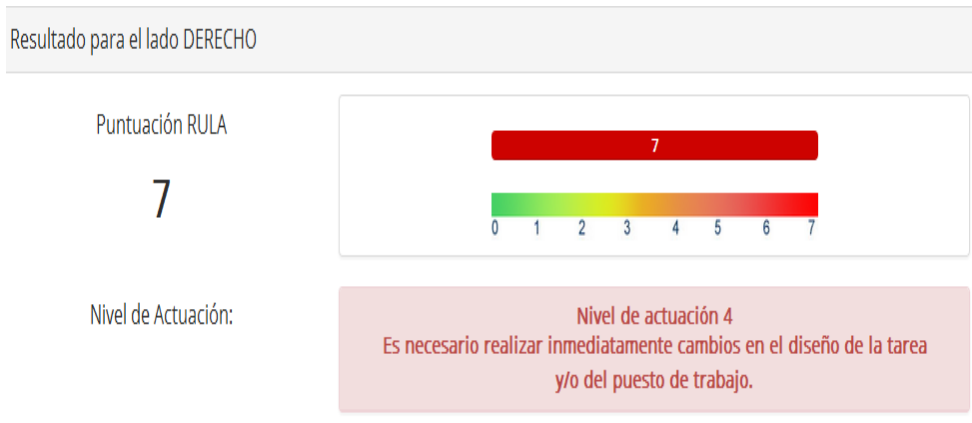 Resultado para el lado DERECHO
Puntuación RULA
7
7
0 1 2 3 4 5 6 7
Nivel de Actuación:
Nivel de actuación 4
Es necesario realizar inmediatamente cambios en el diseño de la tarea
y/o del puesto de trabajo.